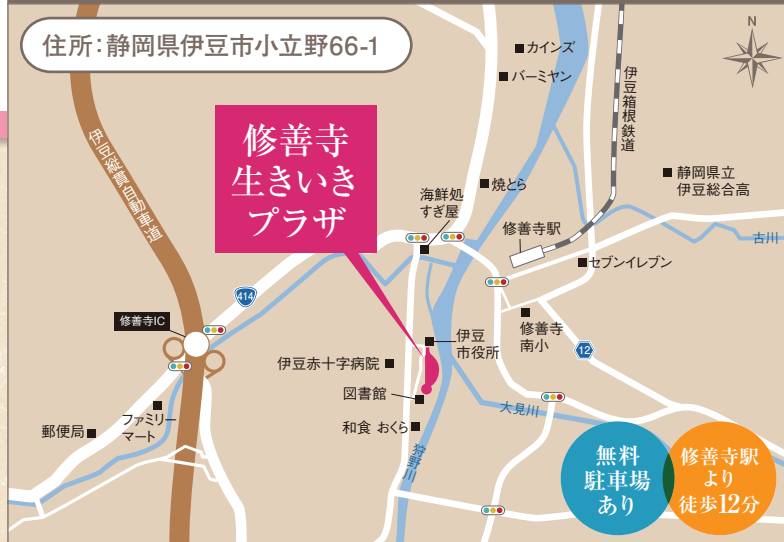 住所：静岡県伊豆市小立野66-1
N
カインズ
バーミヤン
伊豆箱根鉄道
伊豆縦貫自動車道
修善寺
生きいき
プラザ
焼とら
海鮮処
すぎ屋
静岡県立
伊豆総合高
修善寺駅
古川
セブンイレブン
414
修善寺IC
伊豆
市役所
修善寺
南小
12
伊豆赤十字病院
図書館
大見川
ファミリー
マート
郵便局
和食 おくら
狩野川
無料
駐車場
あり
修善寺駅
より
徒歩12分